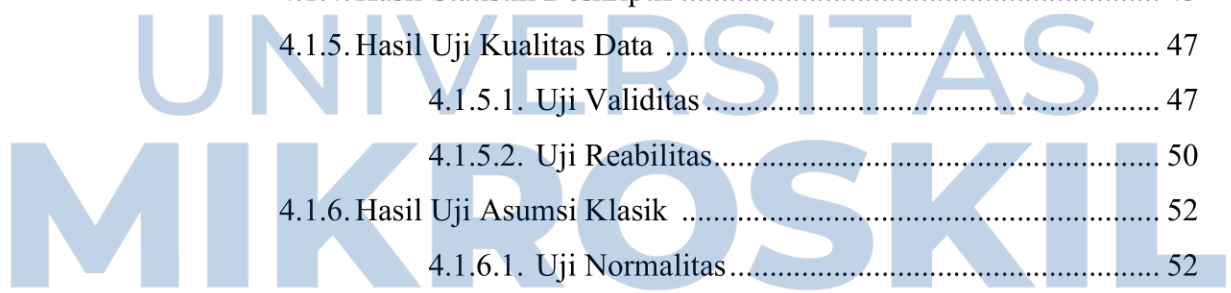 4.1.5. Hasil Uji Kualitas Data .......... 47
UNIVERSITAS
4.1.5.1. Uji Validitas .......... 47
4.1.5.2. Uji Reabilitas .......... 50
MIKROSKIL
4.1.6. Hasil Uji Asumsi Klasik .......... 52
4.1.6.1. Uji Normalitas .......... 52